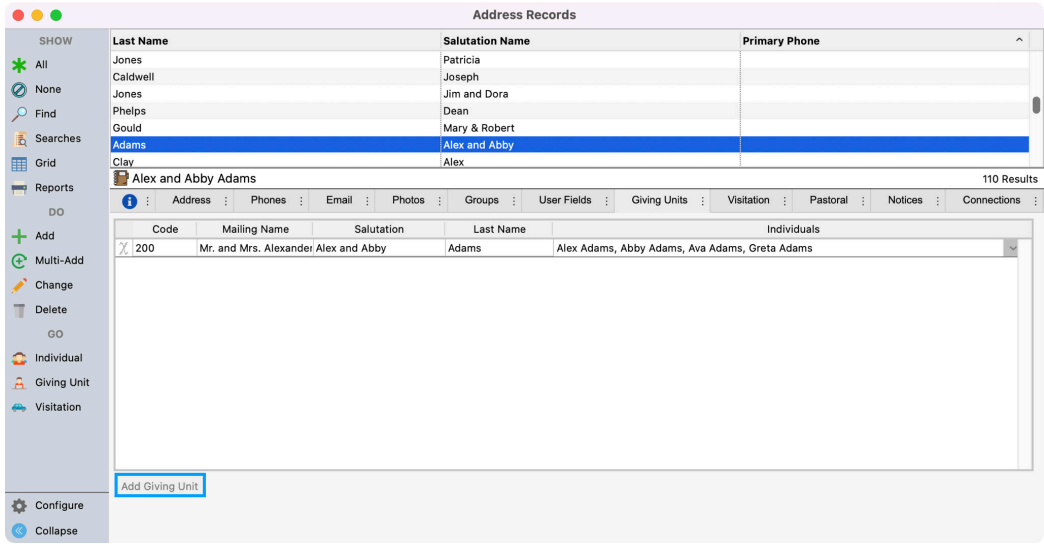 Address Records
SHOW
All
None
Find
Searches
Grid
Reports
DO
Add
Multi-Add
Change
Delete
GO
Individual
Giving Unit
Visitation
Configure
Collapse
Last Name Salutation Name Primary Phone
Jones Patricia
Caldwell Joseph
Jones Jim and Dora
Phelps Dean
Gould Mary & Robert
Adams Alex and Abby
Clay Alex
Alex and Abby Adams 110 Results
Address Phones Email Photos Groups User Fields Giving Units Visitation Pastoral Notices Connections
Code Mailing Name Salutation Last Name Individuals
200 Mr. and Mrs. Alexander Alex and Abby Adams Alex Adams, Abby Adams, Ava Adams, Greta Adams
Add Giving Unit